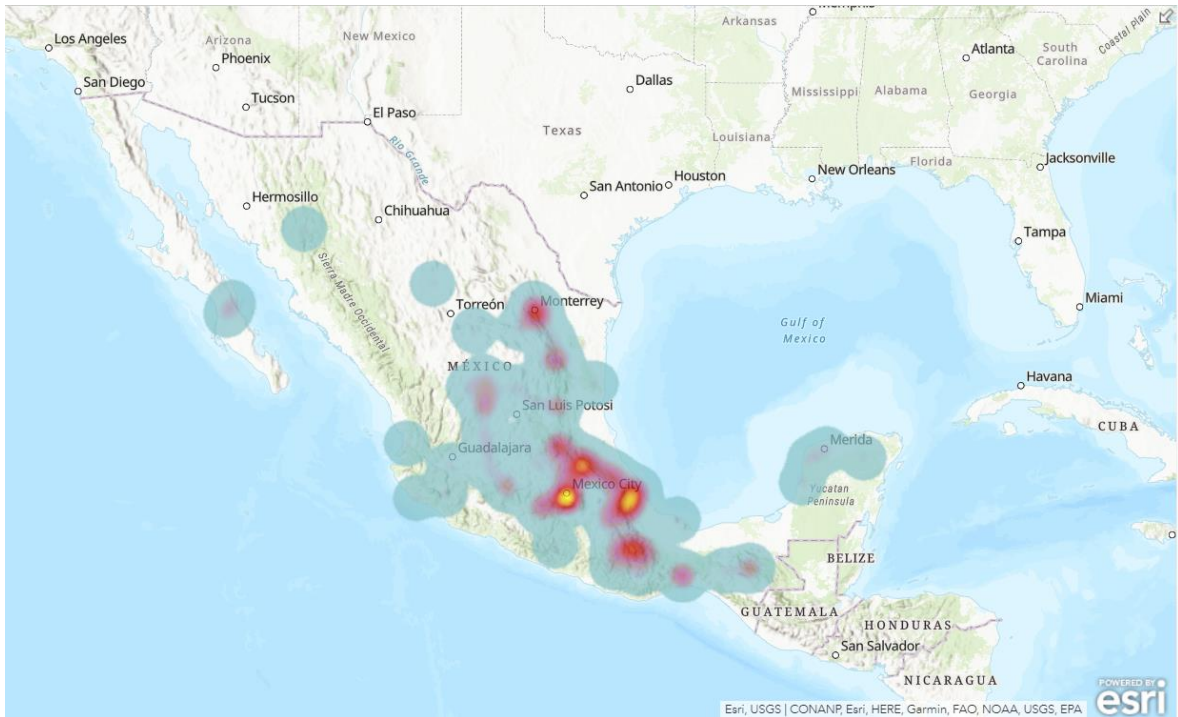 Memphis
Los Angeles
Arizona
New Mexico
Arkansas
Atlanta
South
Carolina
Coastal Plain
Phoenix
San Diego
Tucson
Dallas
Mississippi
Alabama
Georgia
El Paso
Texas
Louisiana
Rio Grande
Florida
Jacksonville
San Antonio
Houston
New Orleans
Hermosillo
Chihuahua
Tampa
Sierra Madre Occidental
Torreón
Monterrey
Miami
Gulf of
Mexico
MÉXICO
Havana
San Luis Potosi
CUBA
Guadalajara
Merida
Mexico City
Yucatan
Peninsula
BELIZE
GUATEMALA
HONDURAS
San Salvador
NICARAGUA
POWERED BY
esri
Esri, USGS | CONANP, Esri, HERE, Garmin, FAO, NOAA, USGS, EPA